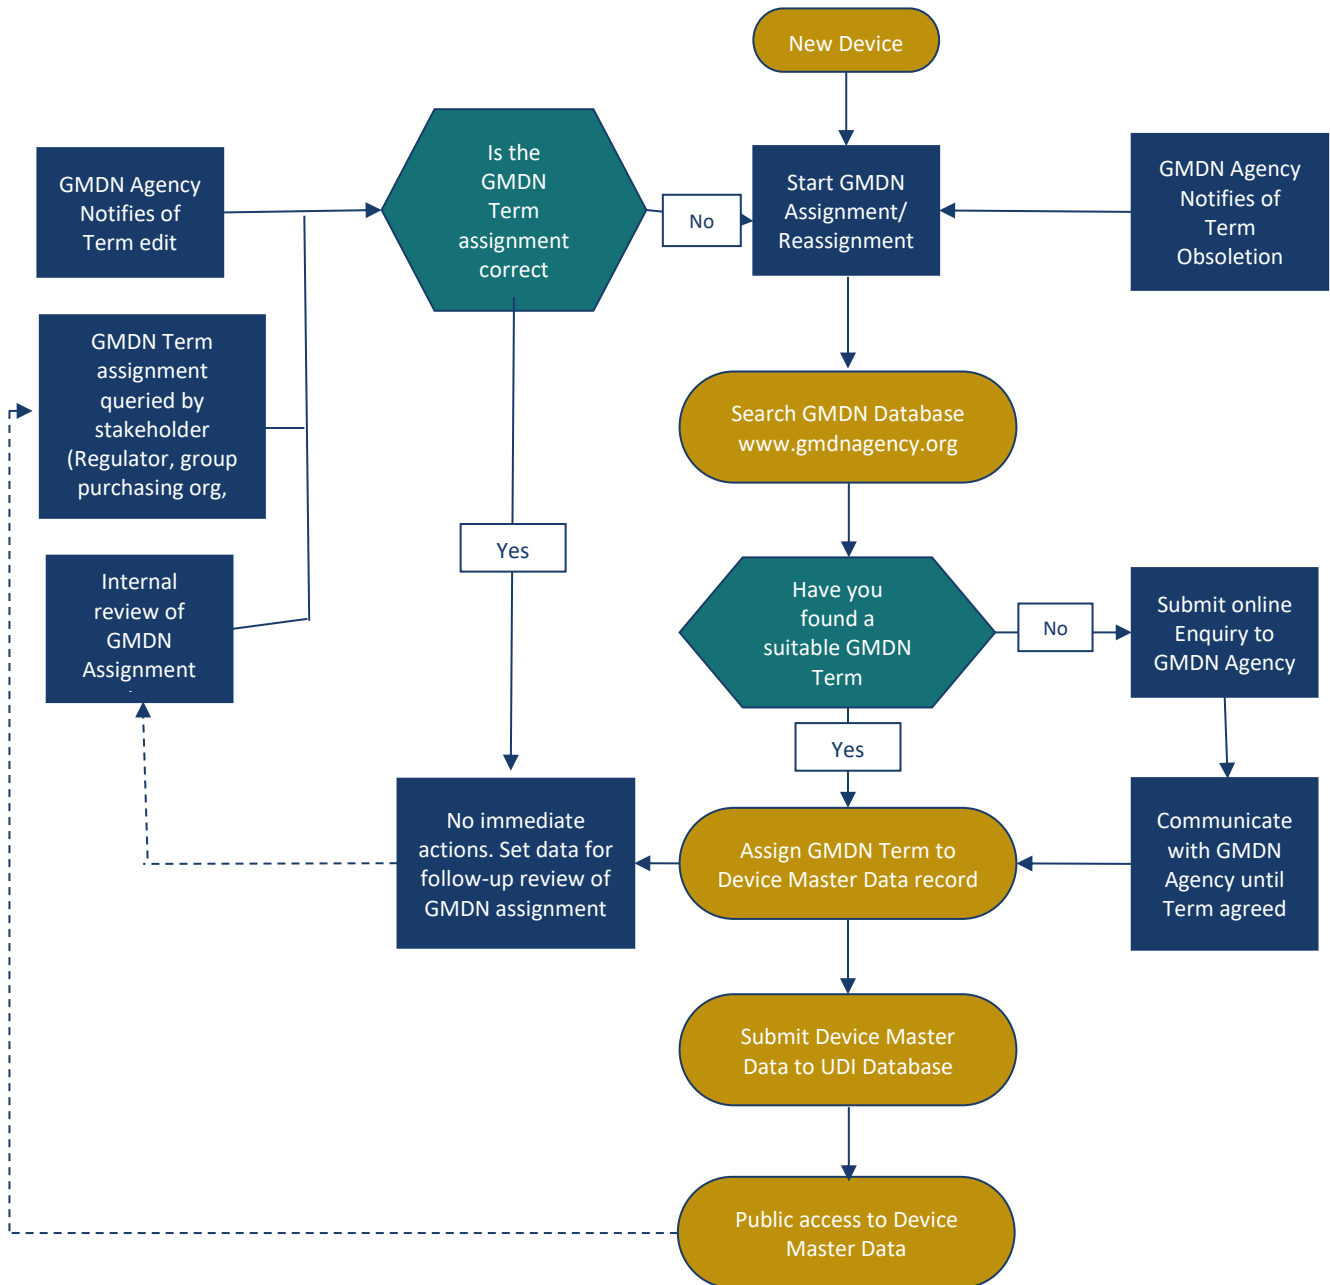 New Device
Is the
GMDN
Term
assignment
correct
GMDN Agency
Notifies of
Term edit
No
Start GMDN
Assignment/
Reassignment
GMDN Agency
Notifies of
Term
Obsoletion
GMDN Term
assignment
queried by
stakeholder
(Regulator, group
purchasing org,
Search GMDN Database
www.gmdnagency.org
Yes
Internal
review of
GMDN
Assignment
Have you
found a
suitable GMDN
Term
No
Submit online
Enquiry to
GMDN Agency
Yes
No immediate
actions. Set data for
follow-up review of
GMDN assignment
Assign GMDN Term to
Device Master Data record
Communicate
with GMDN
Agency until
Term agreed
Submit Device Master
Data to UDI Database
Public access to Device
Master Data